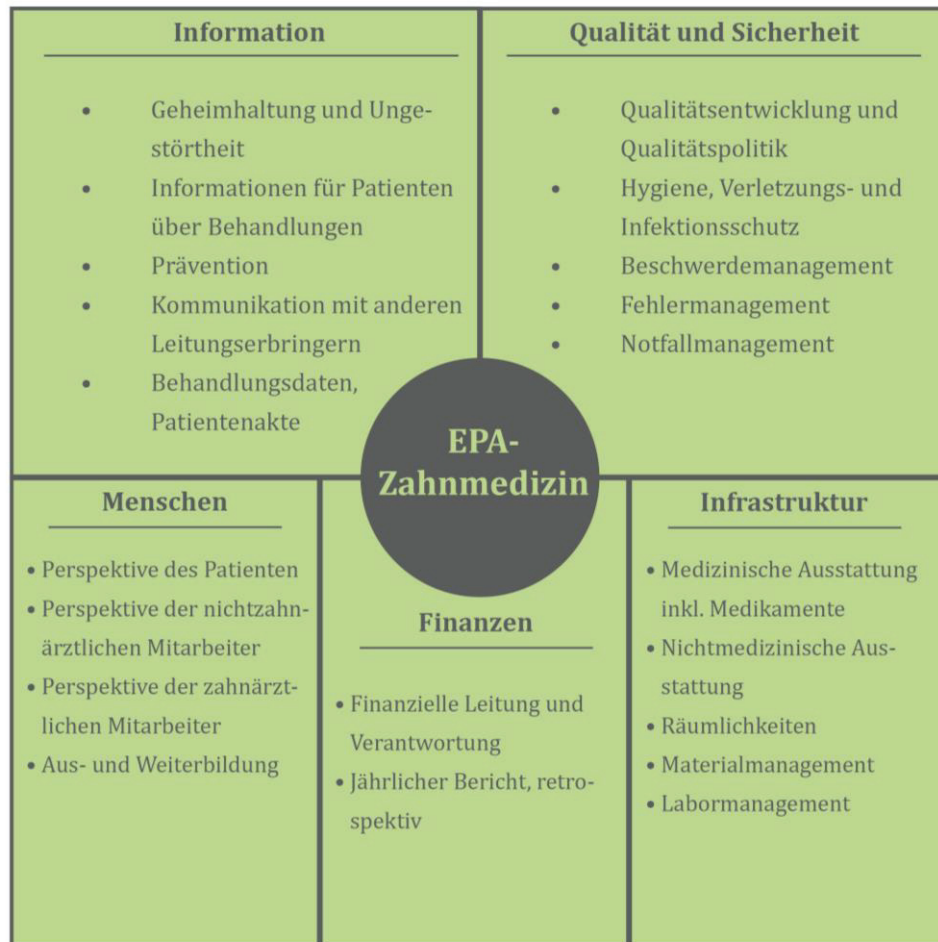 Information
• Geheimhaltung und Unge-
störtheit
• Informationen für Patienten
über Behandlungen
• Prävention
• Kommunikation mit anderen
Leitungserbringern
• Behandlungsdaten,
Patientenakte
Qualität und Sicherheit
• Qualitätsentwicklung und
Qualitätspolitik
• Hygiene, Verletzungs- und
Infektionsschutz
• Beschwerdemanagement
• Fehlermanagement
• Notfallmanagement
EPA-
Zahnmedizin
Menschen
• Perspektive des Patienten
• Perspektive der nichtzahn-
ärztlichen Mitarbeiter
• Perspektive der zahnärzt-
lichen Mitarbeiter
• Aus- und Weiterbildung
Finanzen
• Finanzielle Leitung und
Verantwortung
• Jährlicher Bericht, retro-
spektiv
Infrastruktur
• Medizinische Ausstattung
inkl. Medikamente
• Nichtmedizinische Aus-
stattung
• Räumlichkeiten
• Materialmanagement
• Labormanagement